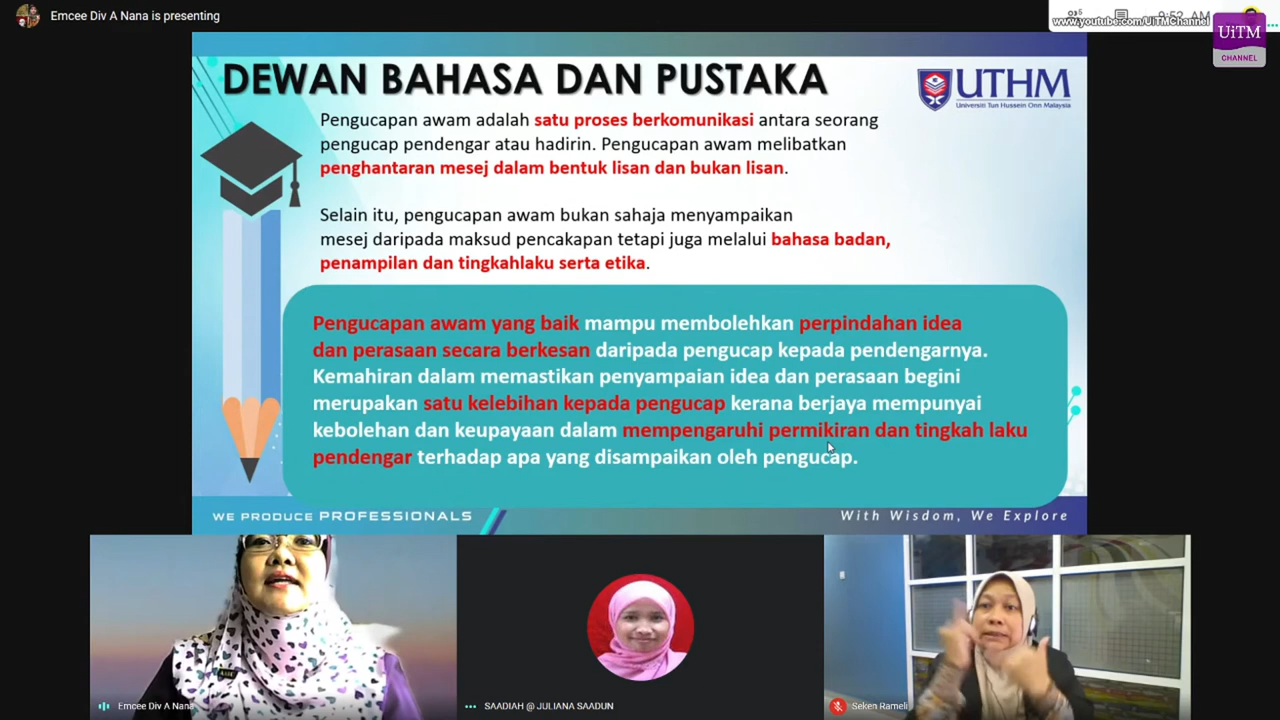 Emcee Div A Nana is presenting
www.youtube.com/UiTMChannel
UiTM
CHANNEL
DEWAN BAHASA DAN PUSTAKA
UTHM
Universiti Tun Hussein Onn Malaysia
Pengucapan awam adalah satu proses berkomunikasi antara seorang
pengucap pendengar atau hadirin. Pengucapan awam melibatkan
penghantaran mesej dalam bentuk lisan dan bukan lisan.
Selain itu, pengucapan awam bukan sahaja menyampaikan
mesej daripada maksud pencakapan tetapi juga melalui bahasa badan,
penampilan dan tingkahlaku serta etika.
Pengucapan awam yang baik mampu membolehkan perpindahan idea
dan perasaan secara berkesan daripada pengucap kepada pendengarnya.
Kemahiran dalam memastikan penyampaian idea dan perasaan begini
merupakan satu kelebihan kepada pengucap kerana berjaya mempunyai
kebolehan dan keupayaan dalam mempengaruhi permikiran dan tingkah laku
pendengar terhadap apa yang disampaikan oleh pengucap.
WE PRODUCE PROFESSIONALS
With Wisdom, We Explore
Emcee Div A Nana
SAADIAH @ JULIANA SAADUN
Seken Rameli